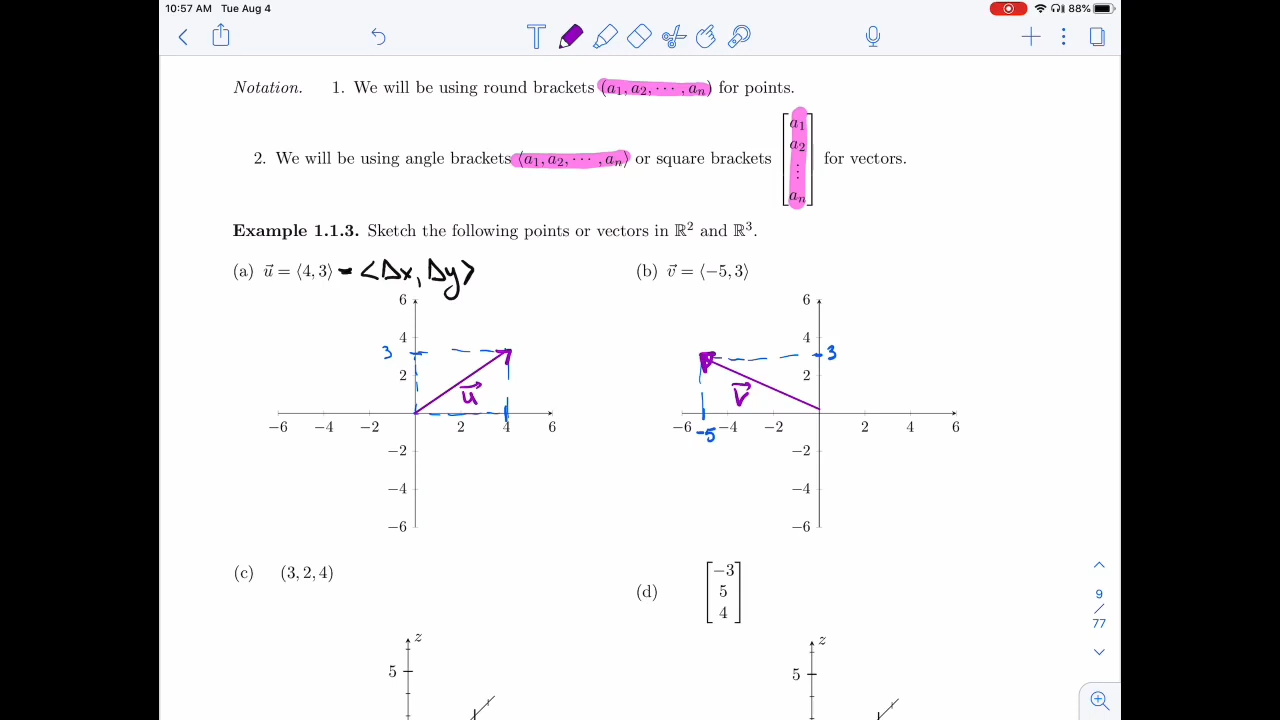 10:57 AM Tue Aug 4 88%
T
Notation. 1. We will be using round brackets (a₁, a₂, ⋯ , aₙ) for points.
2. We will be using angle brackets ⟨a₁, a₂, ⋯ , aₙ⟩ or square brackets [a₁ a₂ ⋮ aₙ] for vectors.
Example 1.1.3. Sketch the following points or vectors in ℝ² and ℝ³.
(a) u⃗ = ⟨4, 3⟩ = <Δx, Δy>
6
4
3
2
−6 −4 −2 2 4 6
−2
−4
−6
u⃗
(b) v⃗ = ⟨−5, 3⟩
6
4
3
2
−6 −5 −4 −2 2 4 6
−2
−4
−6
v⃗
(c) (3, 2, 4)
z
5
(d) [−3 5 4]
z
5
9
/
77